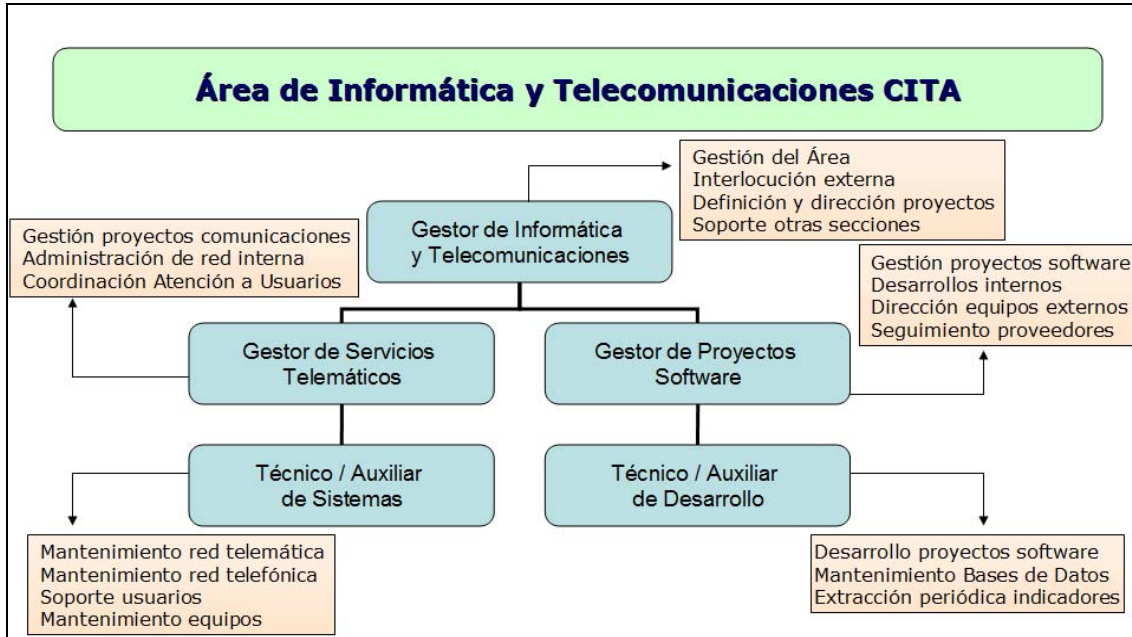 Área de Informática y Telecomunicaciones CITA
Gestión del Área
Interlocución externa
Definición y dirección proyectos
Soporte otras secciones
Gestor de Informática
y Telecomunicaciones
Gestión proyectos comunicaciones
Administración de red interna
Coordinación Atención a Usuarios
Gestión proyectos software
Desarrollos internos
Dirección equipos externos
Seguimiento proveedores
Gestor de Servicios
Telemáticos
Gestor de Proyectos
Software
Técnico / Auxiliar
de Sistemas
Técnico / Auxiliar
de Desarrollo
Mantenimiento red telemática
Mantenimiento red telefónica
Soporte usuarios
Mantenimiento equipos
Desarrollo proyectos software
Mantenimiento Bases de Datos
Extracción periódica indicadores